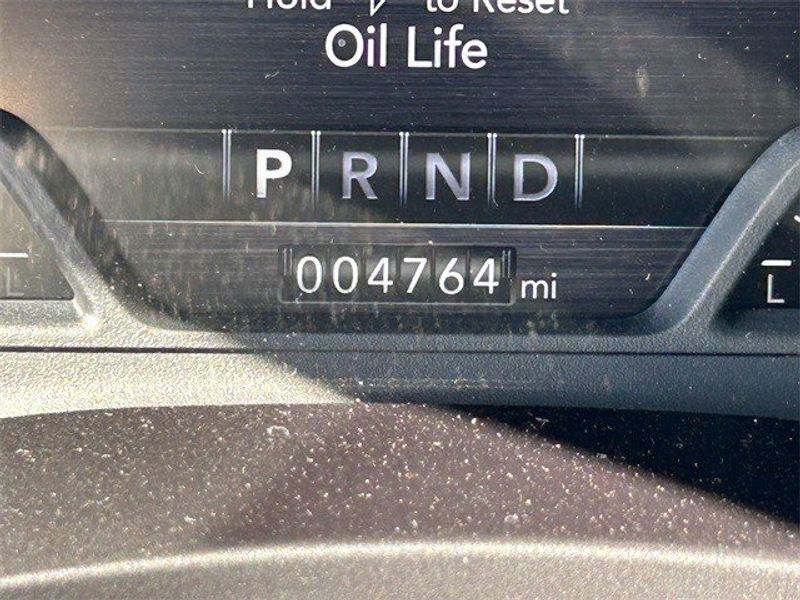 Hold to Reset
Oil Life
P R N D
004764 mi
L
L